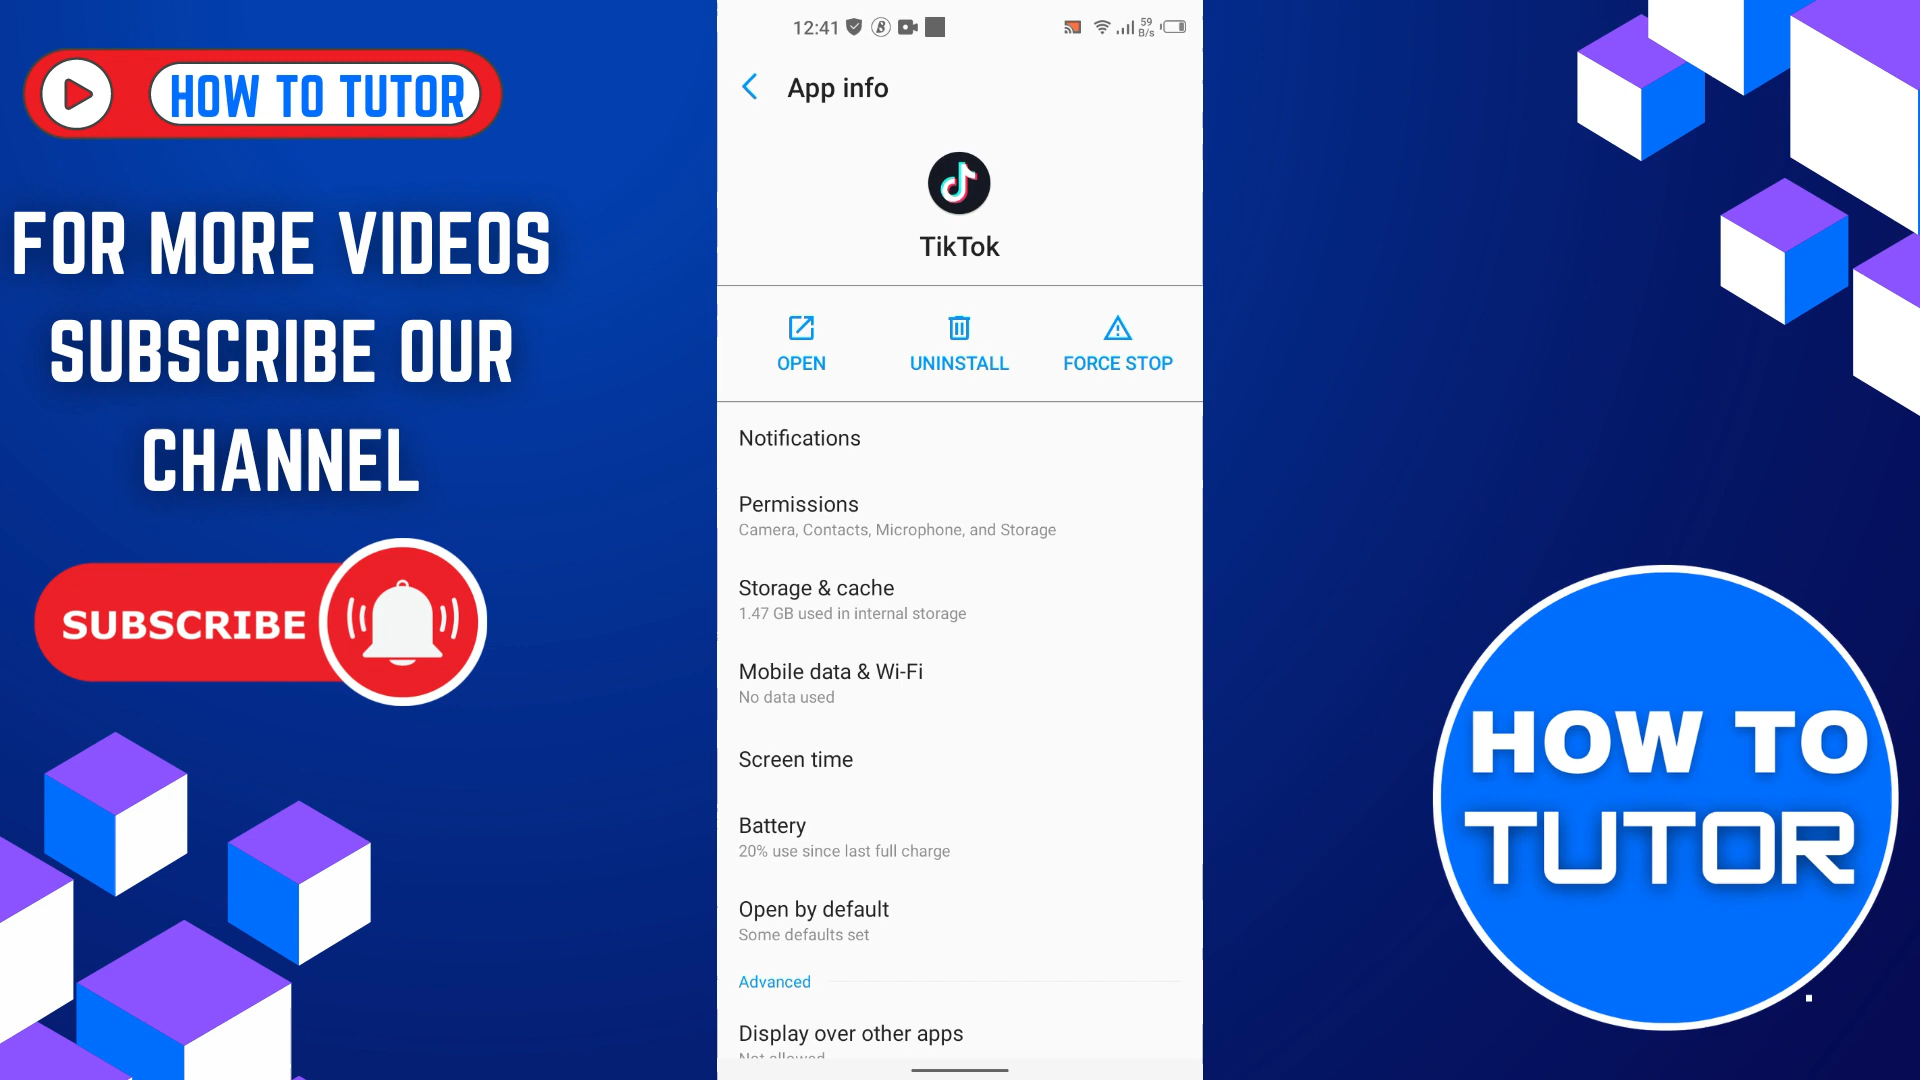 HOW TO TUTOR
FOR MORE VIDEOS
SUBSCRIBE OUR
CHANNEL
SUBSCRIBE
12:41
59
B/s
App info
TikTok
OPEN
UNINSTALL
FORCE STOP
Notifications
Permissions
Camera, Contacts, Microphone, and Storage
Storage & cache
1.47 GB used in internal storage
Mobile data & Wi-Fi
No data used
Screen time
Battery
20% use since last full charge
Open by default
Some defaults set
Advanced
Display over other apps
Not allowed
HOW TO
TUTOR